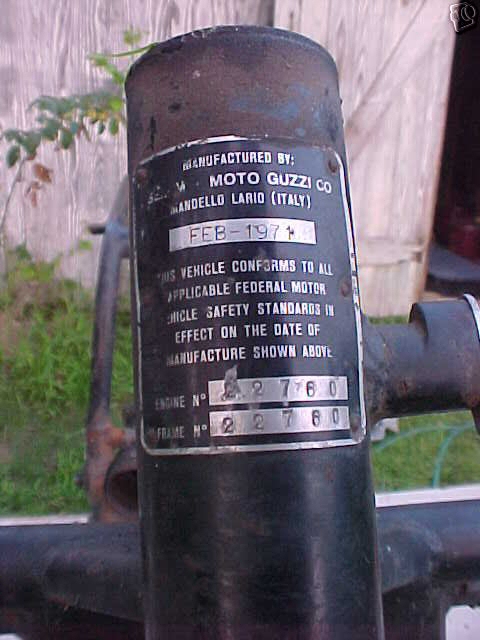 MANUFACTURED BY:
MOTO GUZZI CO
MANDELLO LARIO (ITALY)
FEB-1971
THIS VEHICLE CONFORMS TO ALL
APPLICABLE FEDERAL MOTOR
VEHICLE SAFETY STANDARDS IN
EFFECT ON THE DATE OF
MANUFACTURE SHOWN ABOVE
ENGINE Nº 22760
FRAME Nº 22760